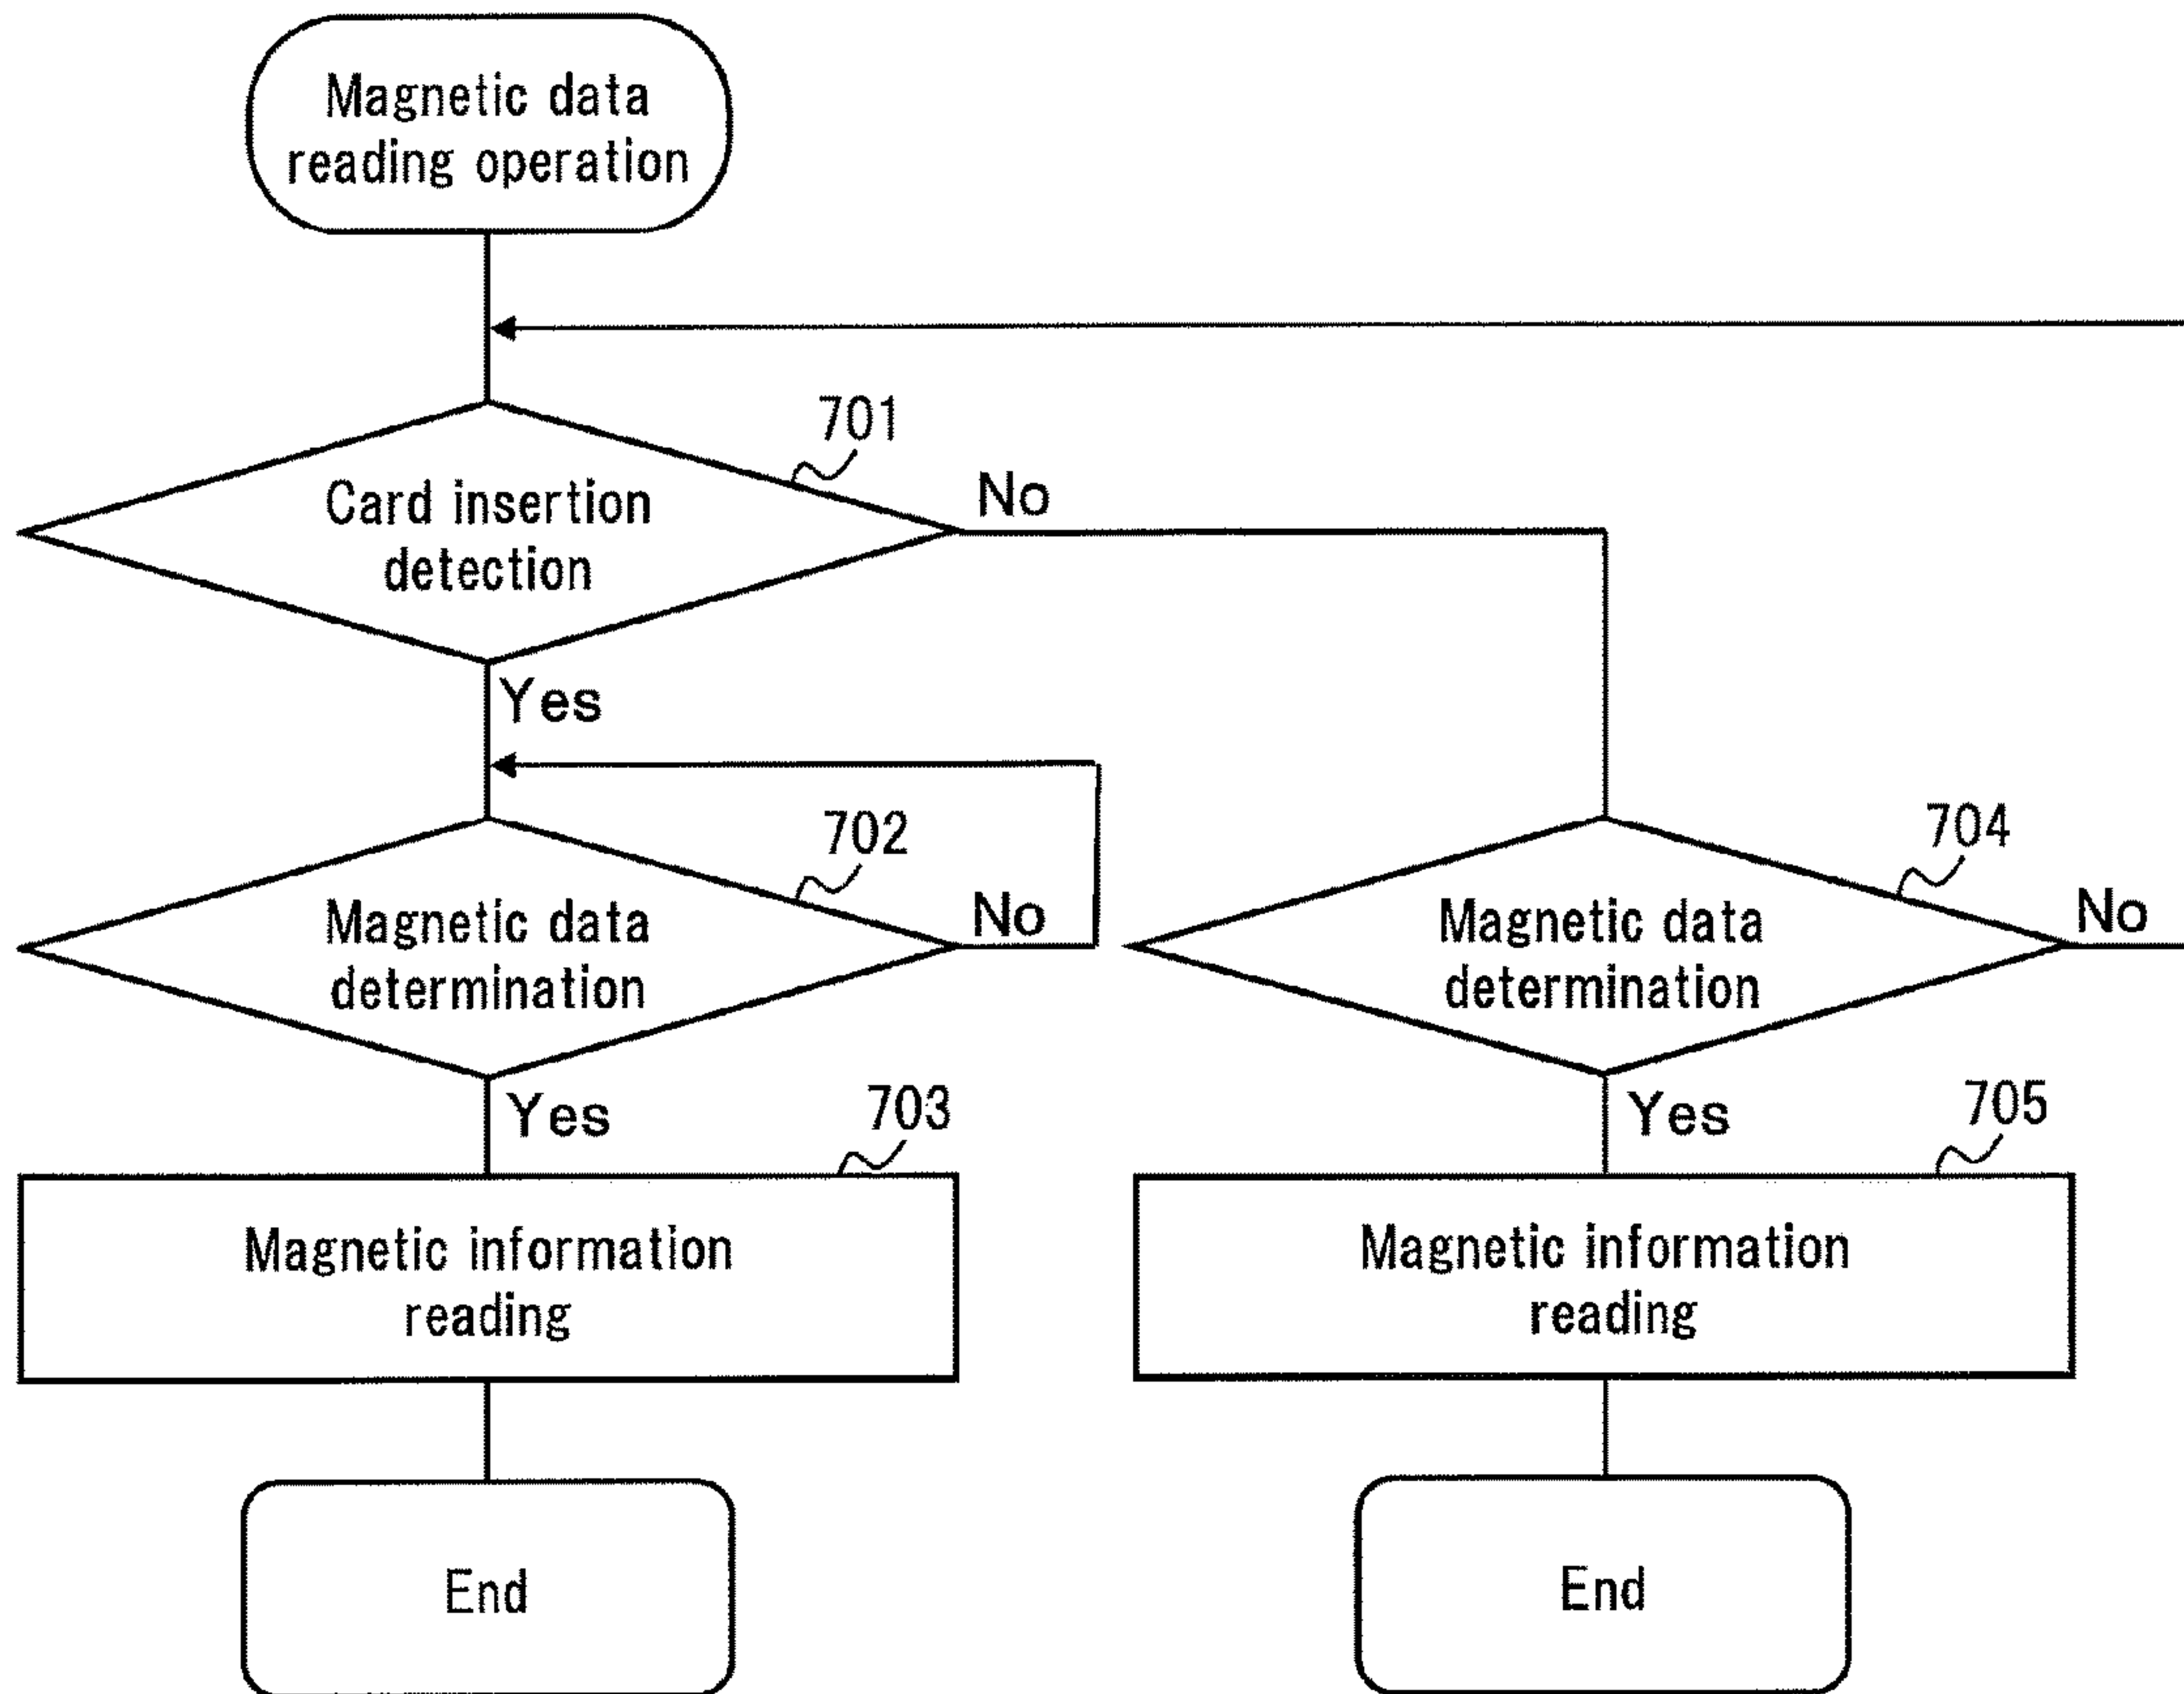 Magnetic data
reading operation
701
Card insertion
detection
No
Yes
702
704
Magnetic data
determination
No
Magnetic data
determination
No
Yes
703
Yes
705
Magnetic information
reading
Magnetic information
reading
End
End